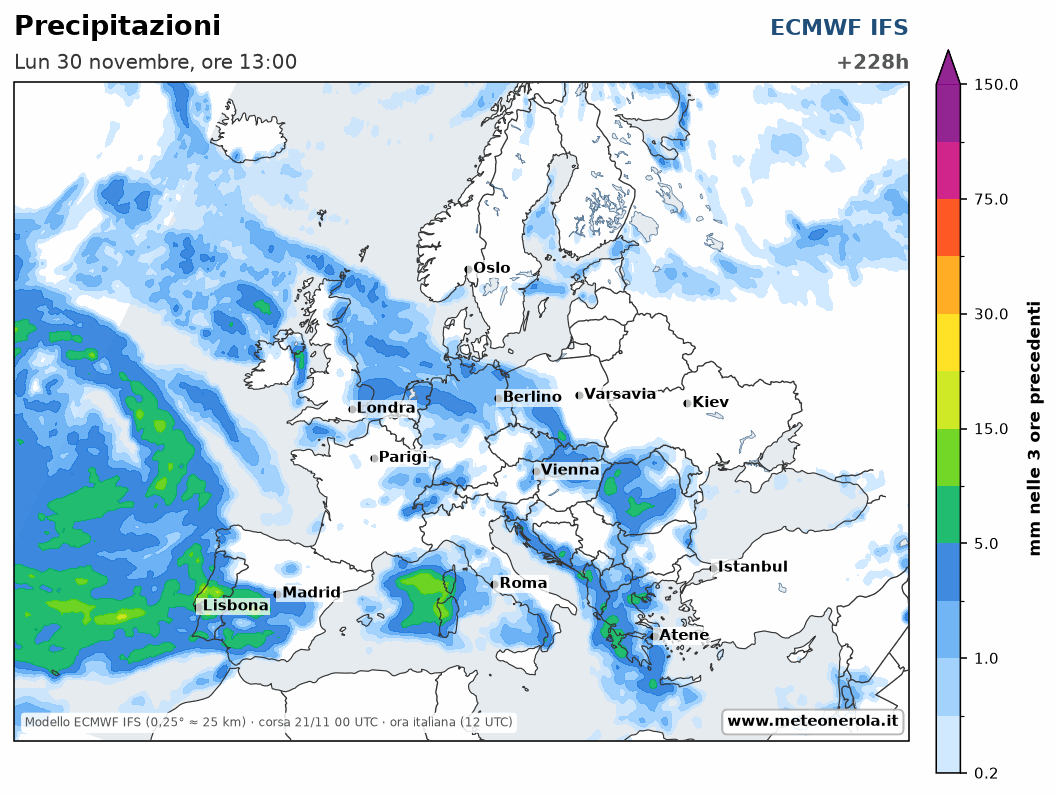 Precipitazioni
ECMWF IFS
Lun 30 novembre, ore 13:00
+228h
150.0
75.0
30.0
15.0
5.0
1.0
0.2
mm nelle 3 ore precedenti
Oslo
Londra
Berlino
Varsavia
Kiev
Parigi
Vienna
Istanbul
Roma
Madrid
Lisbona
Atene
Modello ECMWF IFS (0,25° ≈ 25 km) · corsa 21/11 00 UTC · ora italiana (12 UTC)
www.meteonerola.it